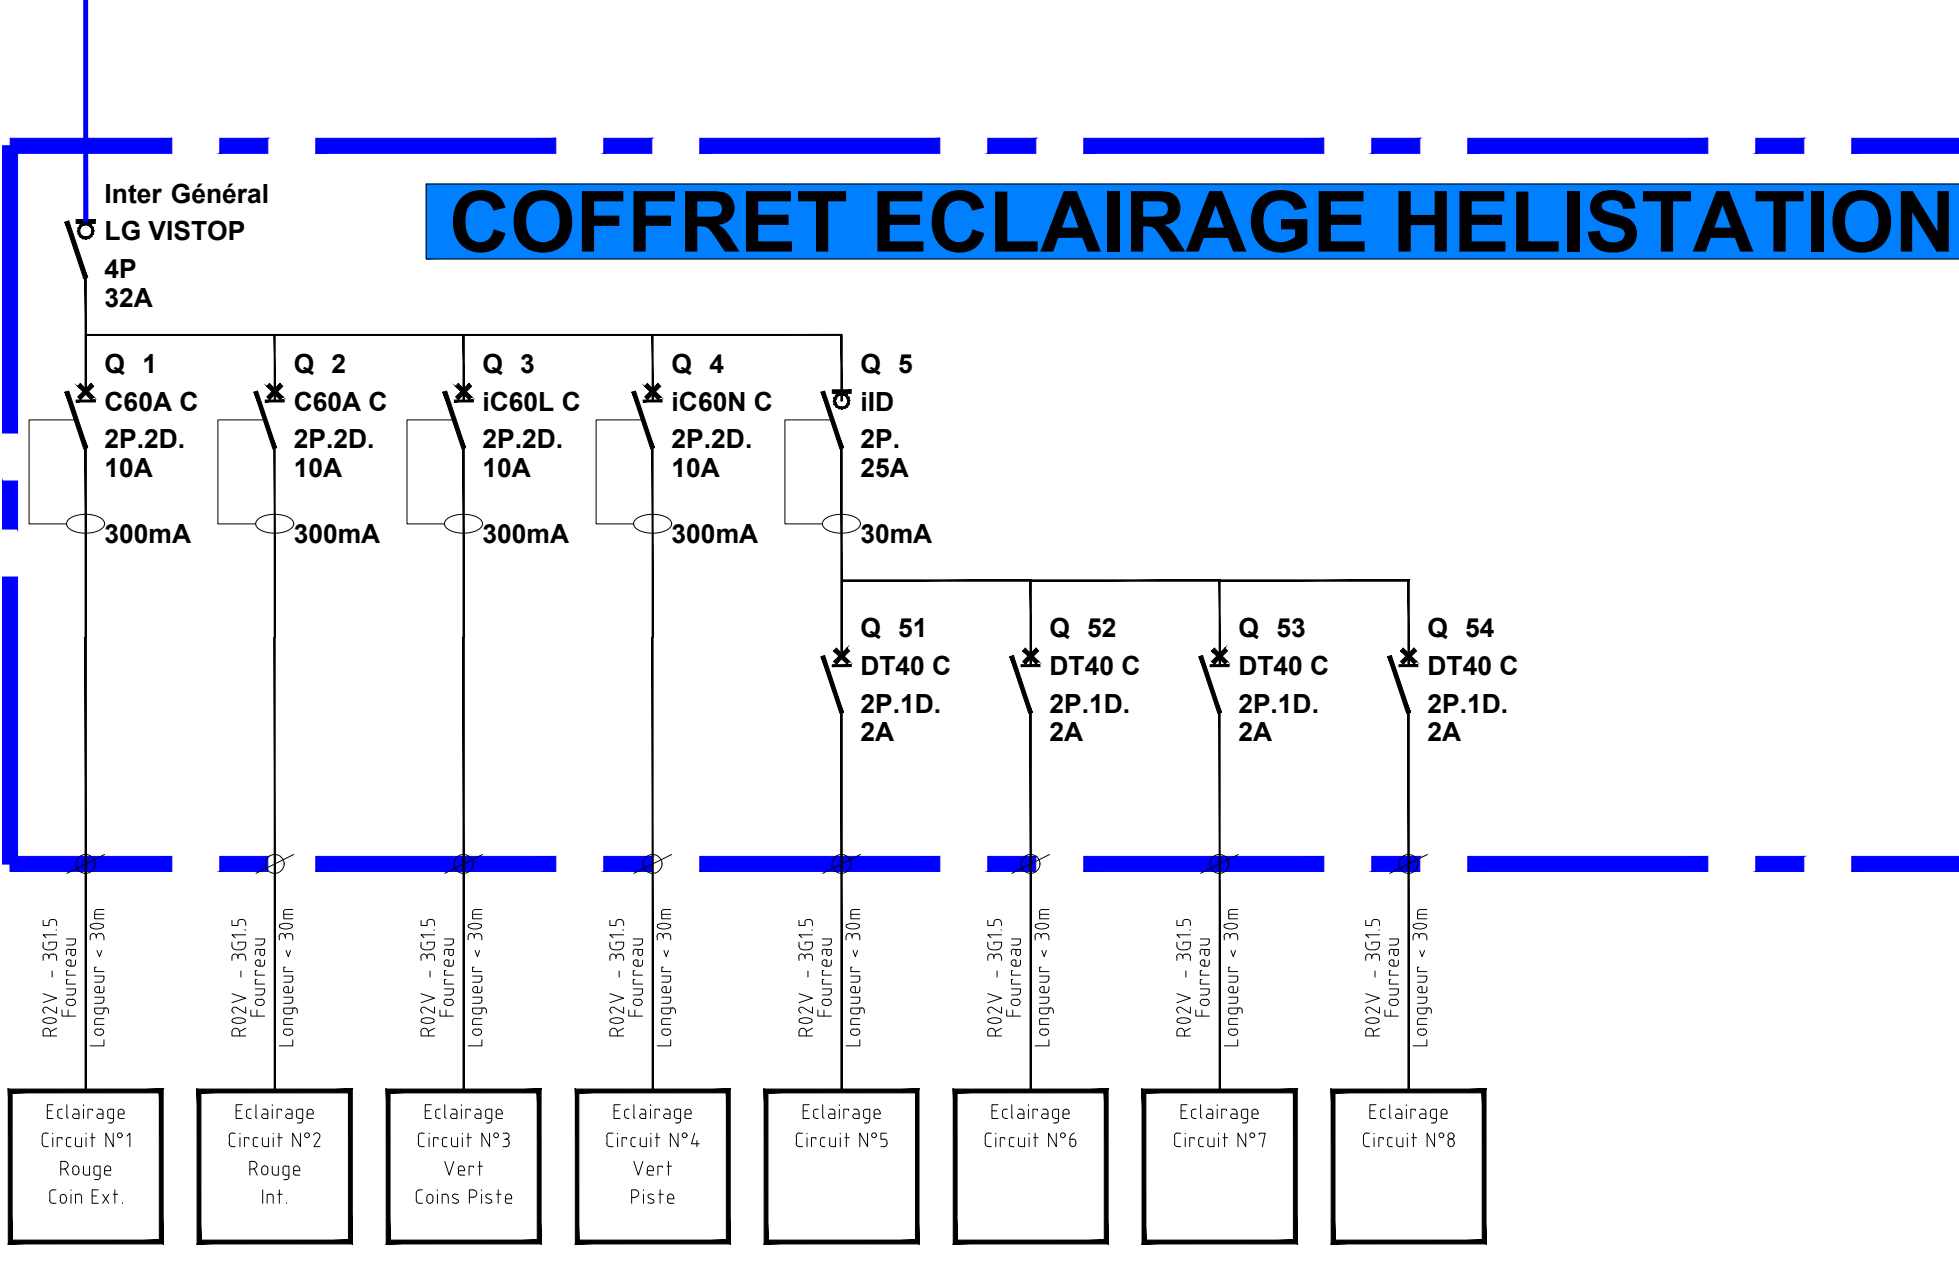 COFFRET ECLAIRAGE HELISTATION
Inter Général
LG VISTOP
4P
32A
Q 1
C60A C
2P.2D.
10A
300mA
Q 2
C60A C
2P.2D.
10A
300mA
Q 3
iC60L C
2P.2D.
10A
300mA
Q 4
iC60N C
2P.2D.
10A
300mA
Q 5
iID
2P.
25A
30mA
Q 51
DT40 C
2P.1D.
2A
Q 52
DT40 C
2P.1D.
2A
Q 53
DT40 C
2P.1D.
2A
Q 54
DT40 C
2P.1D.
2A
R02V - 3G1.5
Fourreau
Longueur < 30m
R02V - 3G1.5
Fourreau
Longueur < 30m
R02V - 3G1.5
Fourreau
Longueur < 30m
R02V - 3G1.5
Fourreau
Longueur < 30m
R02V - 3G1.5
Fourreau
Longueur < 30m
R02V - 3G1.5
Fourreau
Longueur < 30m
R02V - 3G1.5
Fourreau
Longueur < 30m
R02V - 3G1.5
Fourreau
Longueur < 30m
Eclairage
Circuit N°1
Rouge
Coin Ext.
Eclairage
Circuit N°2
Rouge
Int.
Eclairage
Circuit N°3
Vert
Coins Piste
Eclairage
Circuit N°4
Vert
Piste
Eclairage
Circuit N°5
Eclairage
Circuit N°6
Eclairage
Circuit N°7
Eclairage
Circuit N°8